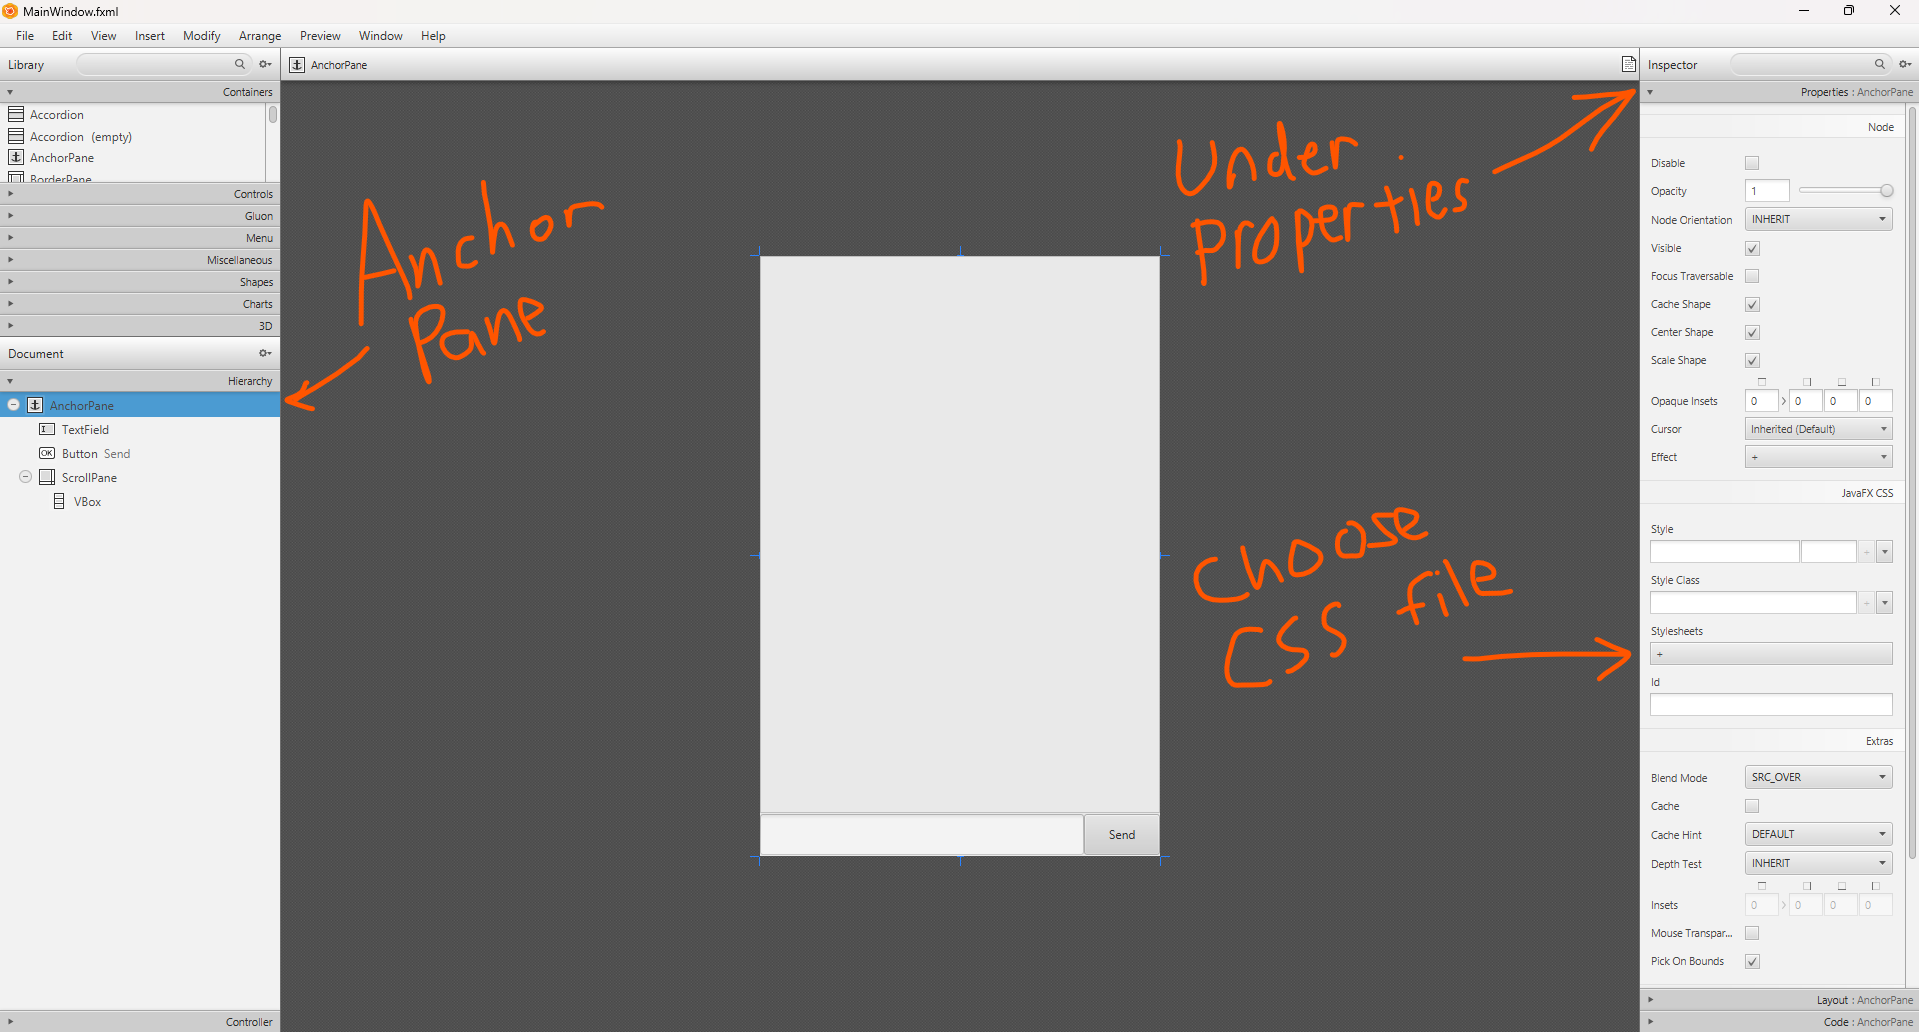 MainWindow.fxml
File Edit View Insert Modify Arrange Preview Window Help
Library
Containers
Accordion
Accordion (empty)
AnchorPane
BorderPane
Controls
Gluon
Menu
Miscellaneous
Shapes
Charts
3D
Document
Hierarchy
AnchorPane
TextField
OK Button Send
ScrollPane
VBox
Controller
AnchorPane
Anchor
Pane
Under
properties
Choose
CSS file
Send
Inspector
Properties : AnchorPane
Node
Disable
Opacity 1
Node Orientation INHERIT
Visible
Focus Traversable
Cache Shape
Center Shape
Scale Shape
Opaque Insets 0 > 0 0 0
Cursor Inherited (Default)
Effect +
JavaFX CSS
Style
+
Style Class
+
Stylesheets
+
Id
Extras
Blend Mode SRC_OVER
Cache
Cache Hint DEFAULT
Depth Test INHERIT
Insets 0 > 0 0 0
Mouse Transpar...
Pick On Bounds
Layout : AnchorPane
Code : AnchorPane